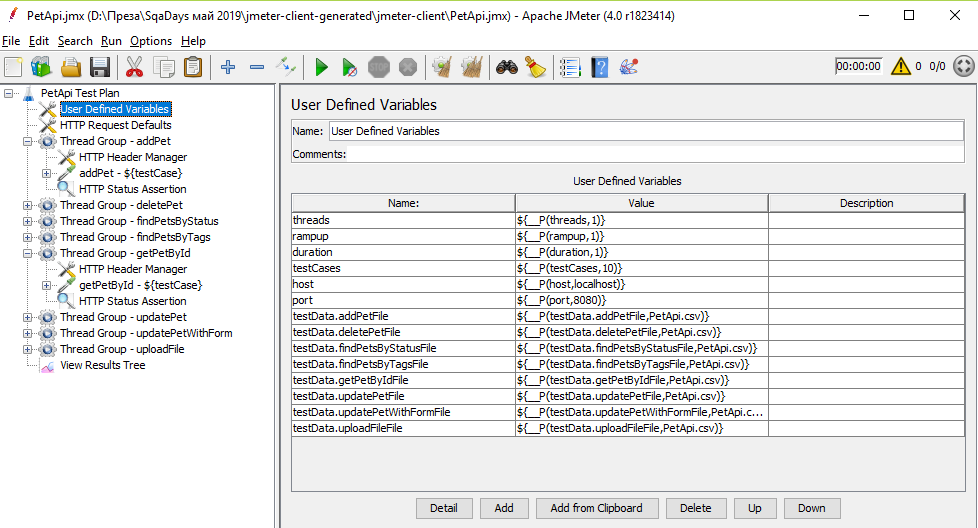 PetApi.jmx (D:\Преза\SqaDays май 2019\jmeter-client-generated\jmeter-client\PetApi.jmx) - Apache JMeter (4.0 r1823414)
File Edit Search Run Options Help
00:00:00 0 0/0
PetApi Test Plan
User Defined Variables
HTTP Request Defaults
Thread Group - addPet
HTTP Header Manager
addPet - ${testCase}
HTTP Status Assertion
Thread Group - deletePet
Thread Group - findPetsByStatus
Thread Group - findPetsByTags
Thread Group - getPetById
HTTP Header Manager
getPetById - ${testCase}
HTTP Status Assertion
Thread Group - updatePet
Thread Group - updatePetWithForm
Thread Group - uploadFile
View Results Tree
User Defined Variables
Name: User Defined Variables
Comments:
User Defined Variables
Name: Value Description
threads ${__P(threads,1)}
rampup ${__P(rampup,1)}
duration ${__P(duration,1)}
testCases ${__P(testCases,10)}
host ${__P(host,localhost)}
port ${__P(port,8080)}
testData.addPetFile ${__P(testData.addPetFile,PetApi.csv)}
testData.deletePetFile ${__P(testData.deletePetFile,PetApi.csv)}
testData.findPetsByStatusFile ${__P(testData.findPetsByStatusFile,PetApi.csv)}
testData.findPetsByTagsFile ${__P(testData.findPetsByTagsFile,PetApi.csv)}
testData.getPetByIdFile ${__P(testData.getPetByIdFile,PetApi.csv)}
testData.updatePetFile ${__P(testData.updatePetFile,PetApi.csv)}
testData.updatePetWithFormFile ${__P(testData.updatePetWithFormFile,PetApi.c...
testData.uploadFileFile ${__P(testData.uploadFileFile,PetApi.csv)}
Detail Add Add from Clipboard Delete Up Down